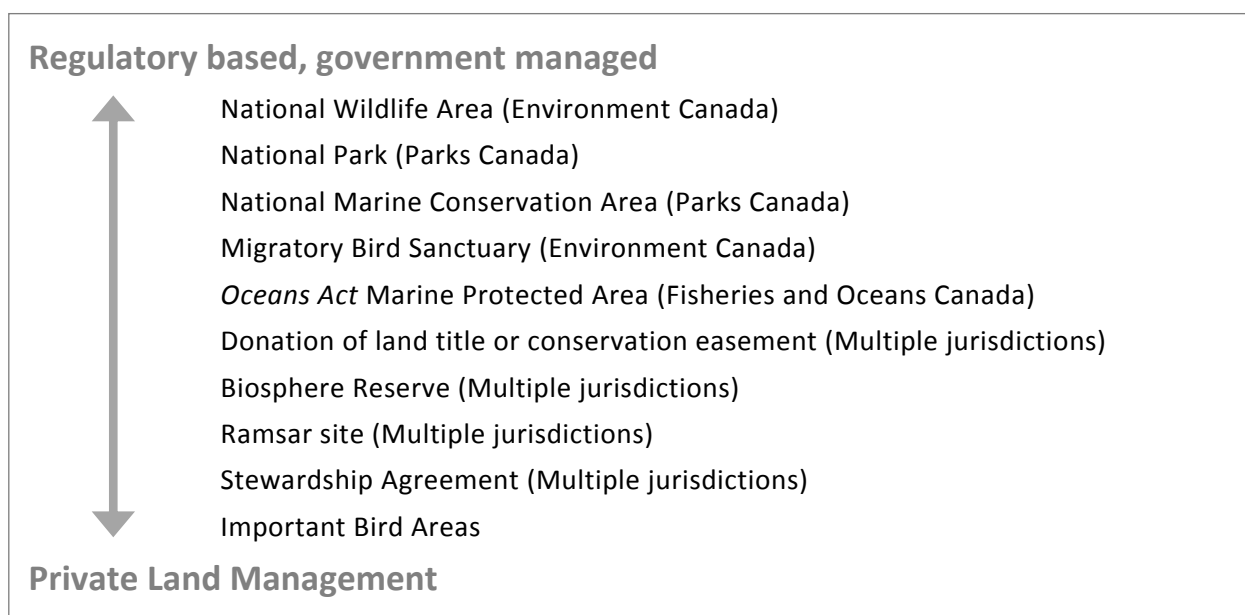 Regulatory based, government managed
National Wildlife Area (Environment Canada)
National Park (Parks Canada)
National Marine Conservation Area (Parks Canada)
Migratory Bird Sanctuary (Environment Canada)
Oceans Act Marine Protected Area (Fisheries and Oceans Canada)
Donation of land title or conservation easement (Multiple jurisdictions)
Biosphere Reserve (Multiple jurisdictions)
Ramsar site (Multiple jurisdictions)
Stewardship Agreement (Multiple jurisdictions)
Important Bird Areas
Private Land Management